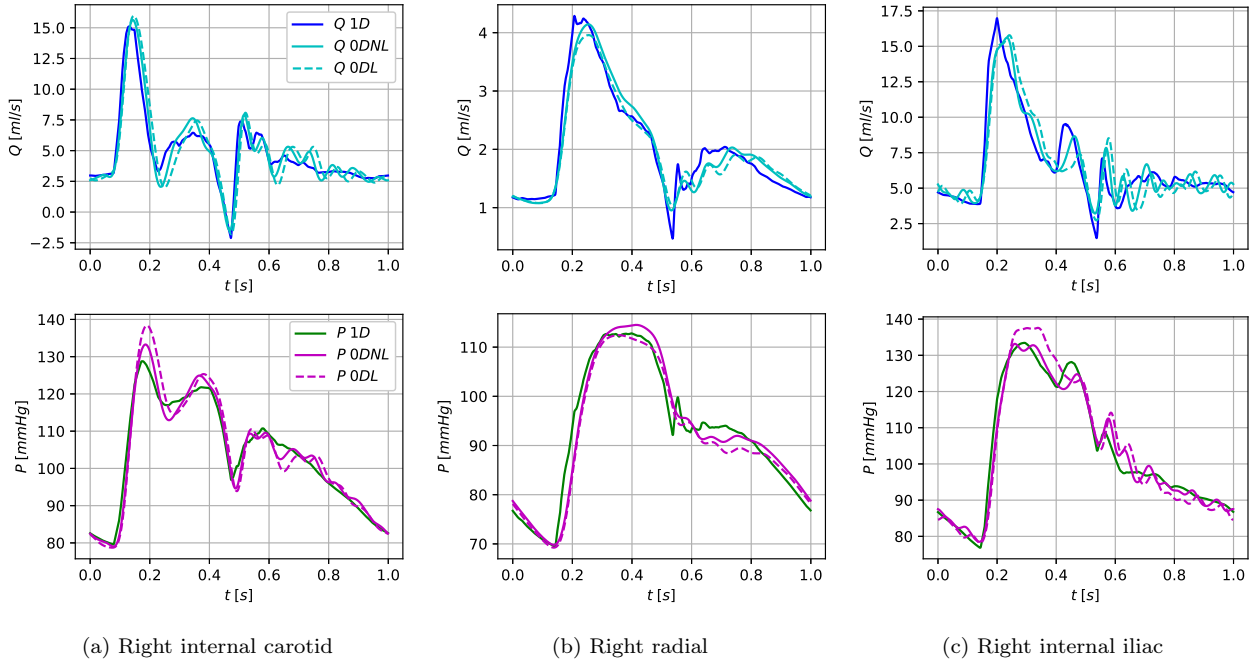 15.0
12.5
10.0
7.5
5.0
2.5
0.0
−2.5
Q [ml/s]
Q 1D
Q 0DNL
Q 0DL
0.0 0.2 0.4 0.6 0.8 1.0
t [s]
4
3
2
1
Q [ml/s]
0.0 0.2 0.4 0.6 0.8 1.0
t [s]
17.5
15.0
12.5
10.0
7.5
5.0
2.5
Q [ml/s]
0.0 0.2 0.4 0.6 0.8 1.0
t [s]
140
130
120
110
100
90
80
P [mmHg]
P 1D
P 0DNL
P 0DL
0.0 0.2 0.4 0.6 0.8 1.0
t [s]
110
100
90
80
70
P [mmHg]
0.0 0.2 0.4 0.6 0.8 1.0
t [s]
140
130
120
110
100
90
80
P [mmHg]
0.0 0.2 0.4 0.6 0.8 1.0
t [s]
(a) Right internal carotid
(b) Right radial
(c) Right internal iliac